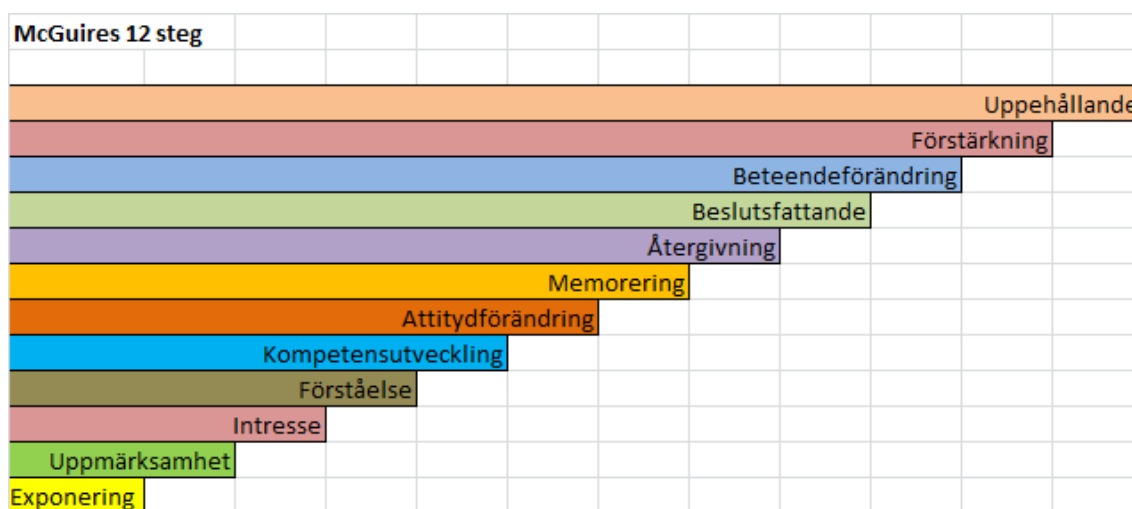 McGuires 12 steg
Uppehållande
Förstärkning
Beteendeförändring
Beslutsfattande
Återgivning
Memorering
Attitydförändring
Kompetensutveckling
Förståelse
Intresse
Uppmärksamhet
Exponering